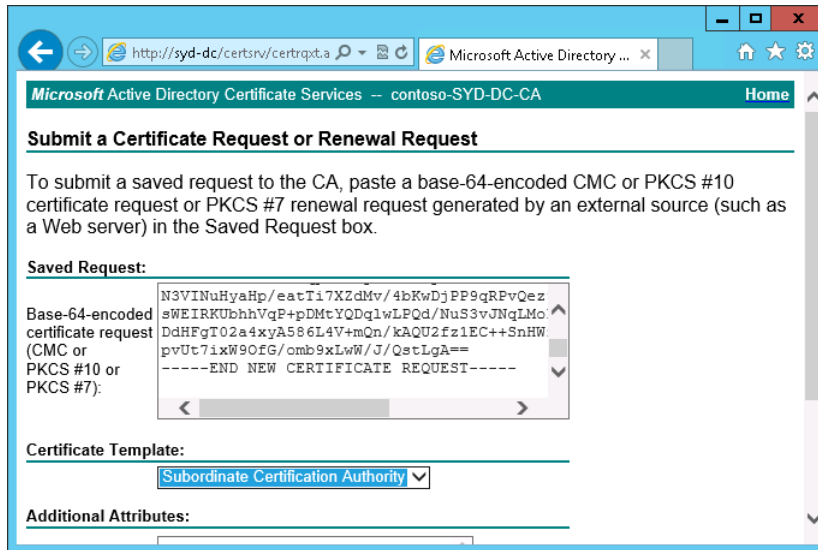 http://syd-dc/certsrv/certrqxt.a
Microsoft Active Directory ...
Microsoft Active Directory Certificate Services -- contoso-SYD-DC-CA Home
Submit a Certificate Request or Renewal Request
To submit a saved request to the CA, paste a base-64-encoded CMC or PKCS #10
certificate request or PKCS #7 renewal request generated by an external source (such as
a Web server) in the Saved Request box.
Saved Request:
Base-64-encoded
certificate request
(CMC or
PKCS #10 or
PKCS #7):
N3VINuHyaHp/eatTi7XZdMv/4bKwDjPP9qRPvQez
sWEIRKUbhhVqP+pDMtYQDqlwLPQd/NuS3vJNqLMo
DdHFgT02a4xyA586L4V+mQn/kAQU2fz1EC++SnHW
pvUt7ixW9OfG/omb9xLwW/J/QstLgA==
-----END NEW CERTIFICATE REQUEST-----
Certificate Template:
Subordinate Certification Authority
Additional Attributes: